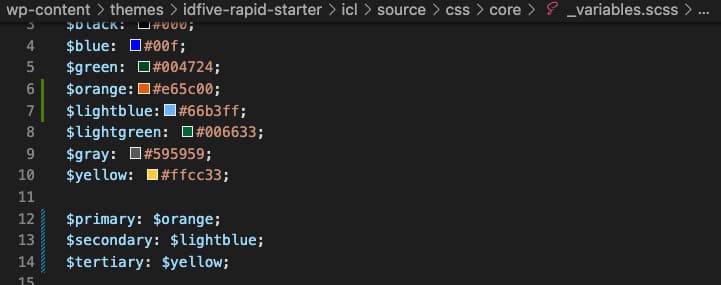 wp-content > themes > idfive-rapid-starter > icl > source > css > core > _variables.scss > ...
3 $black: #000;
4 $blue: #00f;
5 $green: #004724;
6 $orange: #e65c00;
7 $lightblue: #66b3ff;
8 $lightgreen: #006633;
9 $gray: #595959;
10 $yellow: #ffcc33;
11
12 $primary: $orange;
13 $secondary: $lightblue;
14 $tertiary: $yellow;
15